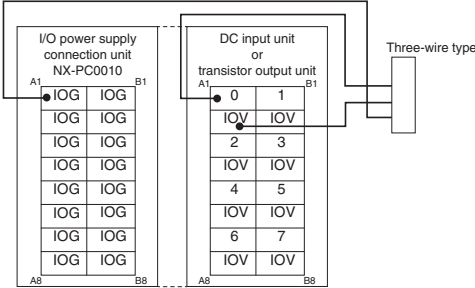 I/O power supply
connection unit
NX-PC0010
A1 B1
IOG IOG
IOG IOG
IOG IOG
IOG IOG
IOG IOG
IOG IOG
IOG IOG
IOG IOG
A8 B8
DC input unit
or
transistor output unit
A1 B1
0 1
IOV IOV
2 3
IOV IOV
4 5
IOV IOV
6 7
IOV IOV
A8 B8
Three-wire type